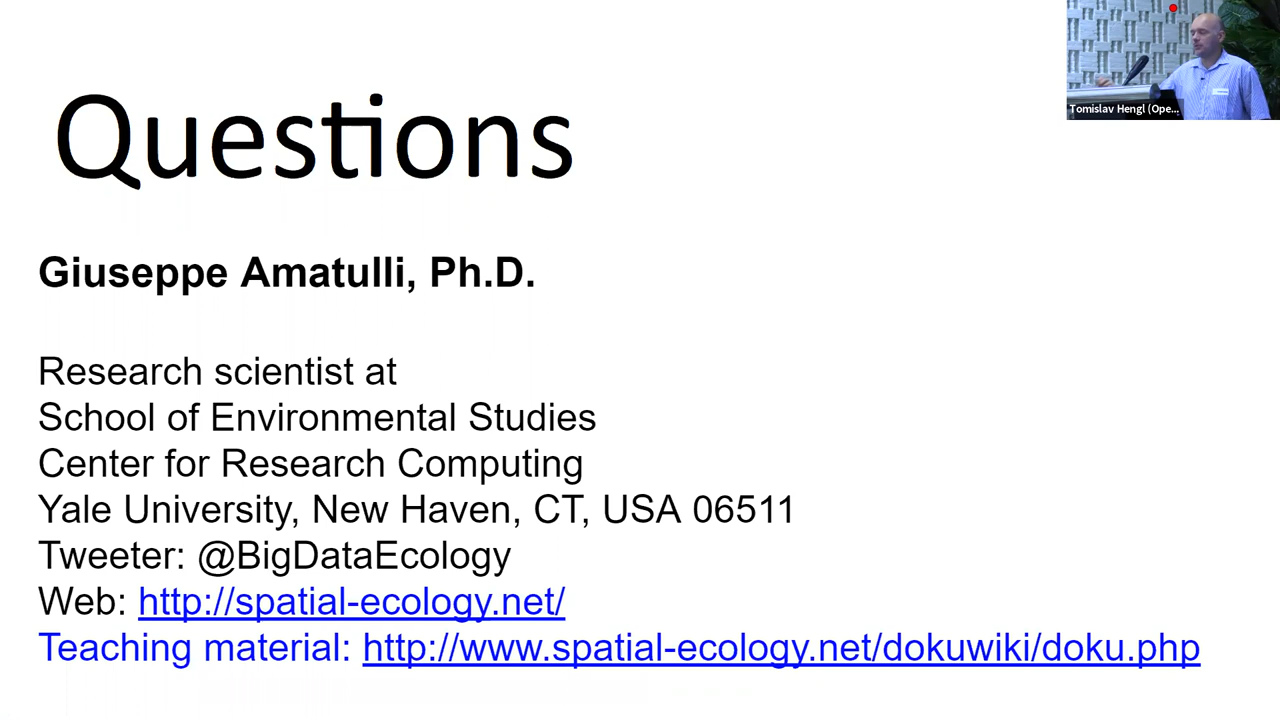 Questions
Tomislav Hengl (Ope...
Giuseppe Amatulli, Ph.D.
Research scientist at
School of Environmental Studies
Center for Research Computing
Yale University, New Haven, CT, USA 06511
Tweeter: @BigDataEcology
Web: http://spatial-ecology.net/
Teaching material: http://www.spatial-ecology.net/dokuwiki/doku.php